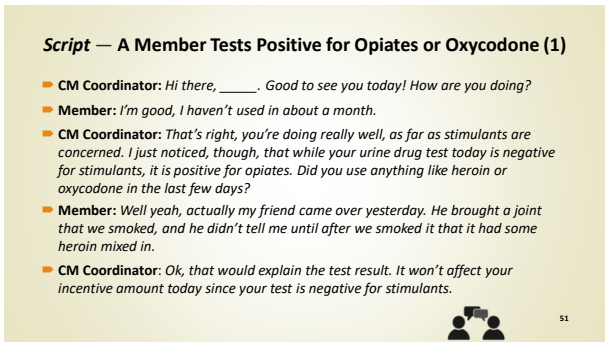 Script — A Member Tests Positive for Opiates or Oxycodone (1)
CM Coordinator: Hi there, _____. Good to see you today! How are you doing?
Member: I'm good, I haven't used in about a month.
CM Coordinator: That's right, you're doing really well, as far as stimulants are
concerned. I just noticed, though, that while your urine drug test today is negative
for stimulants, it is positive for opiates. Did you use anything like heroin or
oxycodone in the last few days?
Member: Well yeah, actually my friend came over yesterday. He brought a joint
that we smoked, and he didn't tell me until after we smoked it that it had some
heroin mixed in.
CM Coordinator: Ok, that would explain the test result. It won't affect your
incentive amount today since your test is negative for stimulants.
51